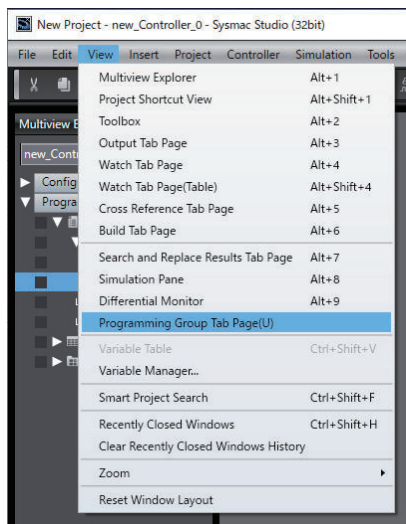 New Project - new_Controller_0 - Sysmac Studio (32bit)
File Edit View Insert Project Controller Simulation Tools
Multiview Explorer Alt+1
Project Shortcut View Alt+Shift+1
Toolbox Alt+2
Output Tab Page Alt+3
Watch Tab Page Alt+4
Watch Tab Page(Table) Alt+Shift+4
Cross Reference Tab Page Alt+5
Build Tab Page Alt+6
Search and Replace Results Tab Page Alt+7
Simulation Pane Alt+8
Differential Monitor Alt+9
Programming Group Tab Page(U)
Variable Table Ctrl+Shift+V
Variable Manager...
Smart Project Search Ctrl+Shift+F
Recently Closed Windows Ctrl+Shift+H
Clear Recently Closed Windows History
Zoom
Reset Window Layout
Multiview E
new_Contr
Config
Progra